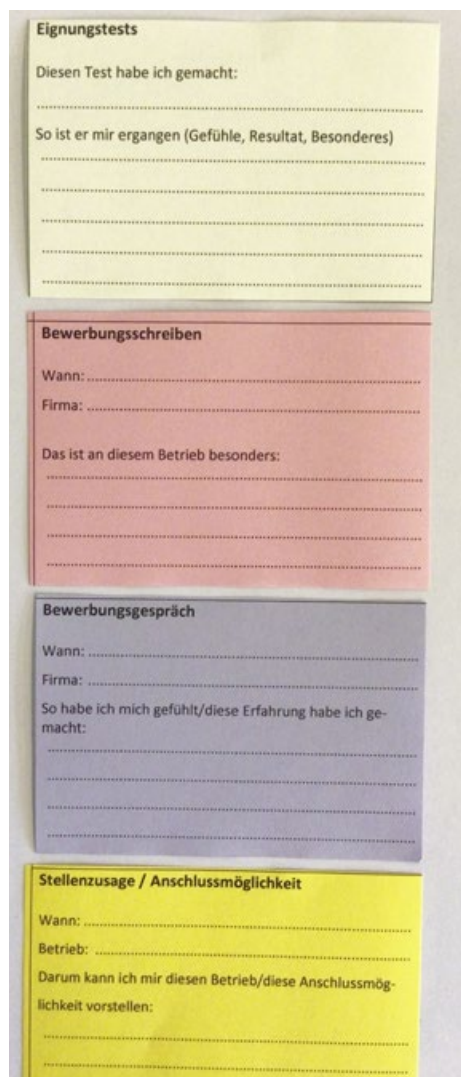 Eignungstests
Diesen Test habe ich gemacht:
So ist er mir ergangen (Gefühle, Resultat, Besonderes)
Bewerbungsschreiben
Wann:
Firma:
Das ist an diesem Betrieb besonders:
Bewerbungsgespräch
Wann:
Firma:
So habe ich mich gefühlt/diese Erfahrung habe ich ge-
macht:
Stellenzusage / Anschlussmöglichkeit
Wann:
Betrieb:
Darum kann ich mir diesen Betrieb/diese Anschlussmög-
lichkeit vorstellen: